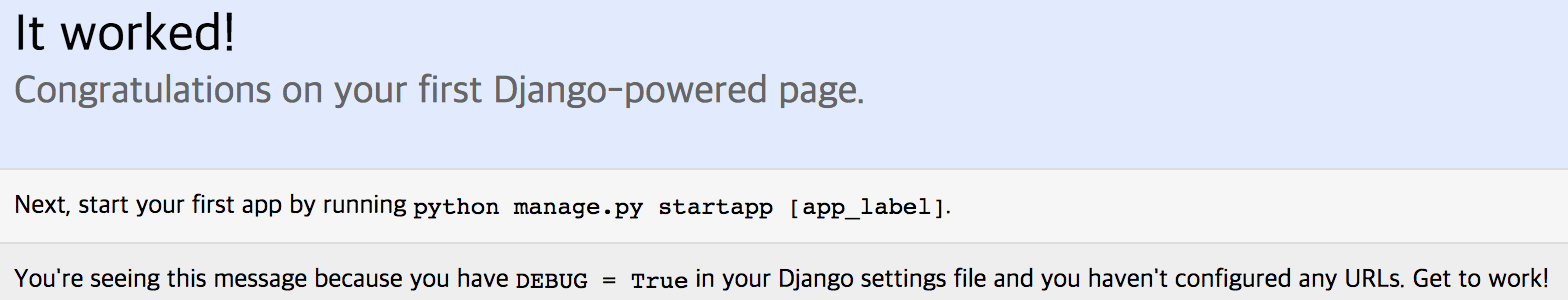 It worked!
Congratulations on your first Django-powered page.
Next, start your first app by running python manage.py startapp [app_label].
You're seeing this message because you have DEBUG = True in your Django settings file and you haven't configured any URLs. Get to work!